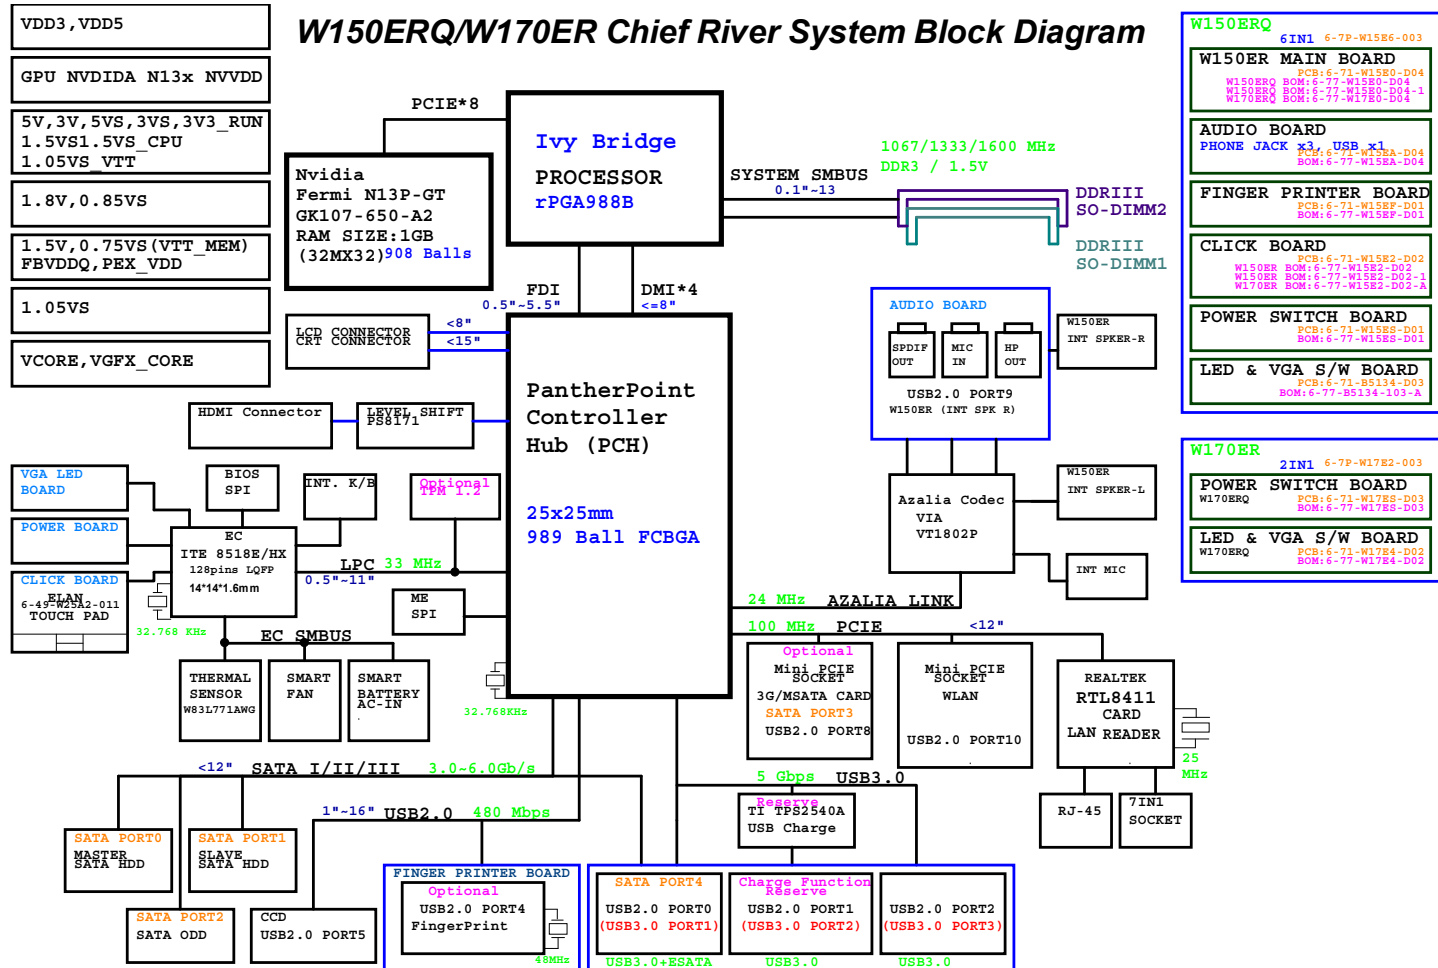 W150ERQ/W170ER Chief River System Block Diagram
VDD3,VDD5
GPU NVDIDA N13x NVVDD
5V,3V,5VS,3VS,3V3_RUN
1.5VS1.5VS_CPU
1.05VS_VTT
1.8V,0.85VS
1.5V,0.75VS(VTT_MEM)
FBVDDQ,PEX_VDD
1.05VS
VCORE,VGFX_CORE
PCIE*8
Nvidia
Fermi N13P-GT
GK107-650-A2
RAM SIZE:1GB
(32MX32)908 Balls
Ivy Bridge
PROCESSOR
rPGA988B
1067/1333/1600 MHz
DDR3 / 1.5V
SYSTEM SMBUS
0.1"~13
DDRIII
SO-DIMM2
DDRIII
SO-DIMM1
FDI
0.5"~5.5"
DMI*4
<=8"
LCD CONNECTOR
CRT CONNECTOR
<8"
<15"
HDMI Connector
LEVEL SHIFT
PS8171
PantherPoint
Controller
Hub (PCH)
25x25mm
989 Ball FCBGA
AUDIO BOARD
SPDIF
OUT
MIC
IN
HP
OUT
USB2.0 PORT9
W150ER (INT SPK R)
W150ER
INT SPKER-R
Azalia Codec
VIA
VT1802P
W150ER
INT SPKER-L
INT MIC
VGA LED
BOARD
POWER BOARD
CLICK BOARD
ELAN
6-49-W25A2-011
TOUCH PAD
BIOS
SPI
INT. K/B
Optional
TPM 1.2
EC
ITE 8518E/HX
128pins LQFP
14*14*1.6mm
LPC
33 MHz
0.5"~11"
32.768 KHz
ME
SPI
EC SMBUS
THERMAL
SENSOR
W83L771AWG
SMART
FAN
SMART
BATTERY
AC-IN
32.768KHz
24 MHz
AZALIA LINK
100 MHz
PCIE
<12"
Optional
Mini PCIE
SOCKET
3G/MSATA CARD
SATA PORT3
USB2.0 PORT8
Mini PCIE
SOCKET
WLAN
USB2.0 PORT10
REALTEK
RTL8411
CARD
LAN READER
25
MHz
RJ-45
7IN1
SOCKET
<12"
SATA I/II/III
3.0~6.0Gb/s
1"~16"
USB2.0
480 Mbps
5 Gbps
USB3.0
SATA PORT0
MASTER
SATA HDD
SATA PORT1
SLAVE
SATA HDD
SATA PORT2
SATA ODD
CCD
USB2.0 PORT5
FINGER PRINTER BOARD
Optional
USB2.0 PORT4
FingerPrint
48MHz
Reserve
TI TPS2540A
USB Charge
SATA PORT4
USB2.0 PORT0
(USB3.0 PORT1)
USB3.0+ESATA
Charge Function
Reserve
USB2.0 PORT1
(USB3.0 PORT2)
USB3.0
USB2.0 PORT2
(USB3.0 PORT3)
USB3.0
W150ERQ
6IN1 6-7P-W15E6-003
W150ER MAIN BOARD
PCB:6-71-W15E0-D04
W150ERQ BOM:6-77-W15E0-D04
W150ERQ BOM:6-77-W15E0-D04-1
W170ERQ BOM:6-77-W17E0-D04
AUDIO BOARD
PHONE JACK x3, USB x1
PCB:6-71-W15EA-D04
BOM:6-77-W15EA-D04
FINGER PRINTER BOARD
PCB:6-71-W15EF-D01
BOM:6-77-W15EF-D01
CLICK BOARD
PCB:6-71-W15E2-D02
W150ER BOM:6-77-W15E2-D02
W150ER BOM:6-77-W15E2-D02-1
W170ER BOM:6-77-W15E2-D02-A
POWER SWITCH BOARD
PCB:6-71-W15ES-D01
BOM:6-77-W15ES-D01
LED & VGA S/W BOARD
PCB:6-71-B5134-D03
BOM:6-77-B5134-103-A
W170ER
2IN1 6-7P-W17E2-003
POWER SWITCH BOARD
W170ERQ
PCB:6-71-W17ES-D03
BOM:6-77-W17ES-D03
LED & VGA S/W BOARD
W170ERQ
PCB:6-71-W17E4-D02
BOM:6-77-W17E4-D02